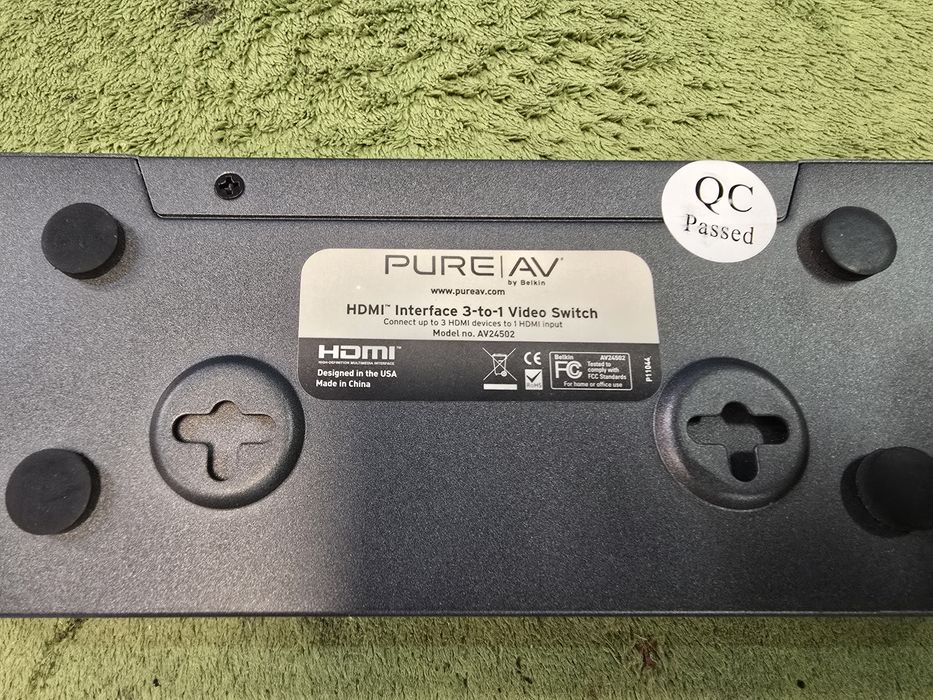 QC
Passed
PURE|AV®
by Belkin
www.pureav.com
HDMI™ Interface 3-to-1 Video Switch
Connect up to 3 HDMI devices to 1 HDMI input
Model no. AV24502
HDMI™
HIGH-DEFINITION MULTIMEDIA INTERFACE
Designed in the USA
Made in China
CE
RoHS
Belkin AV24502
FC Tested to
comply with
FCC Standards
For home or office use
P11044